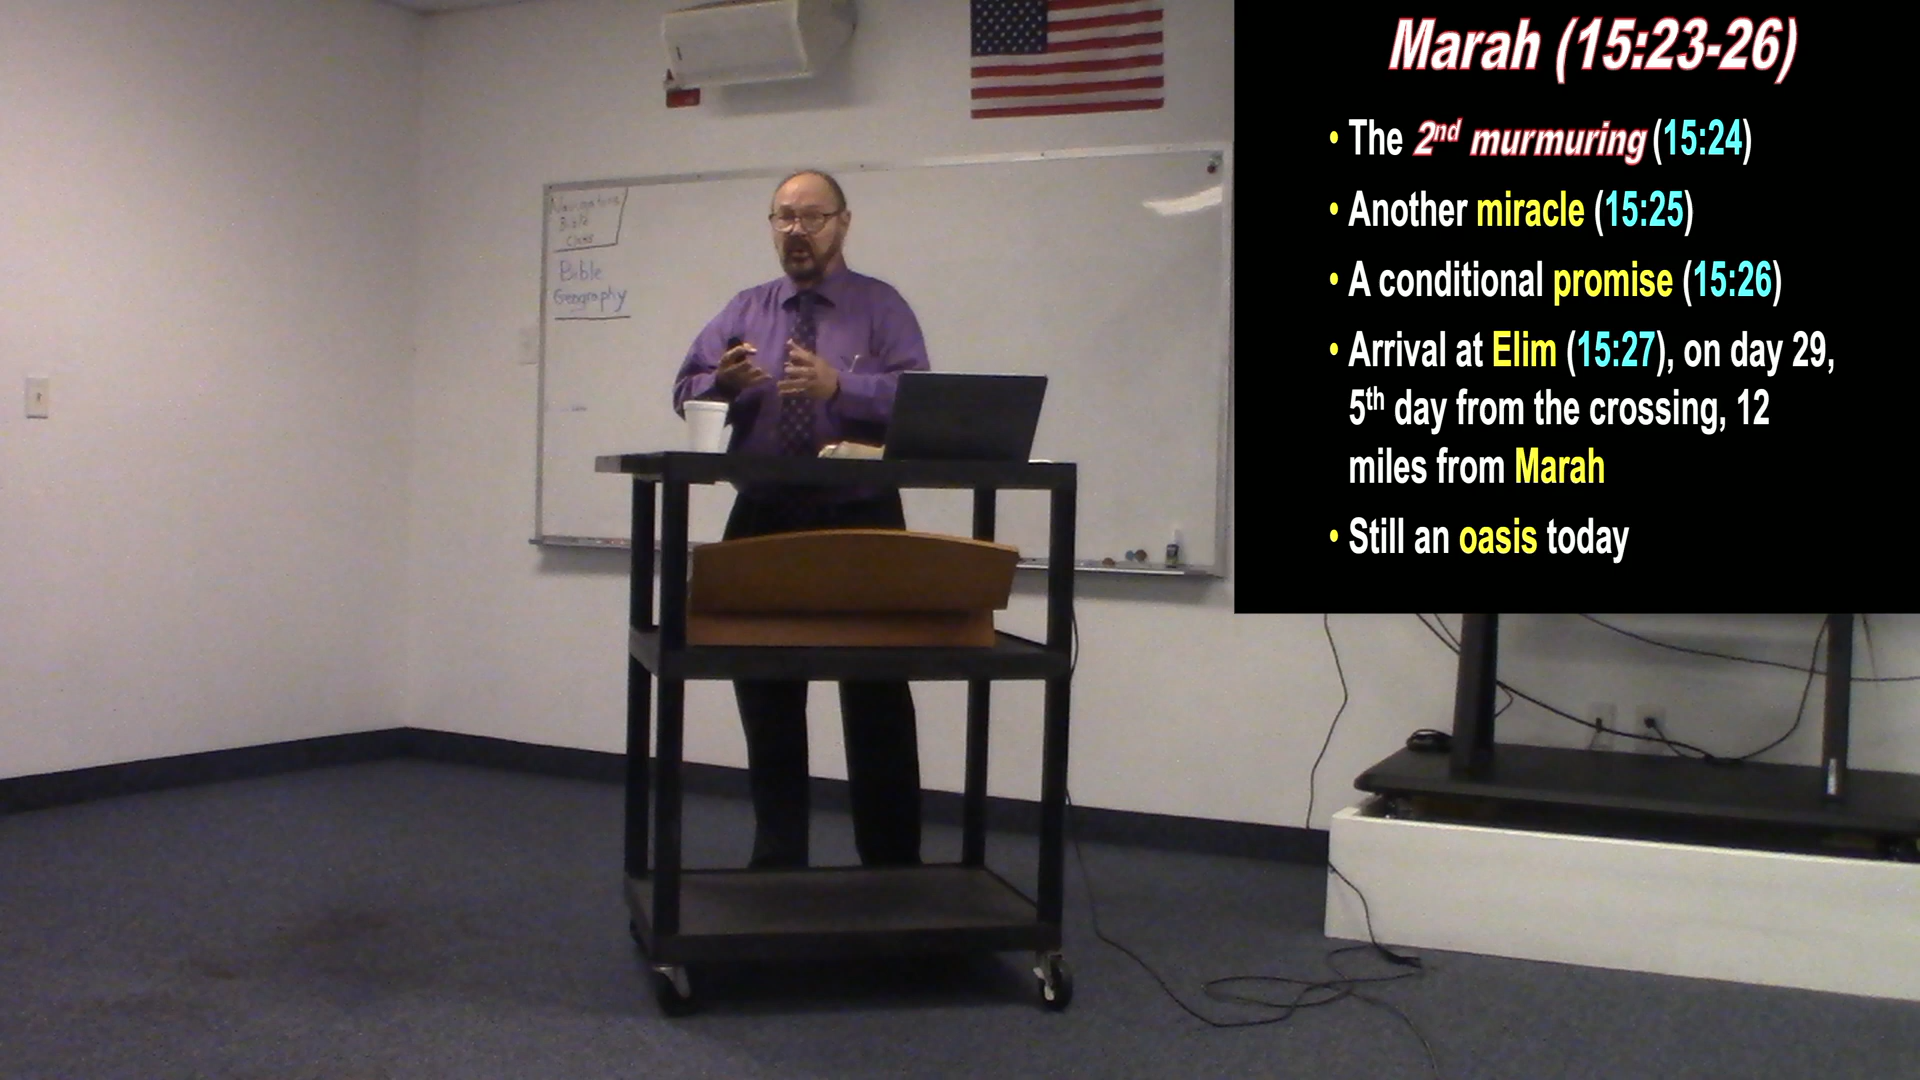 Marah (15:23-26)
• The 2nd murmuring (15:24)
• Another miracle (15:25)
• A conditional promise (15:26)
• Arrival at Elim (15:27), on day 29,
5th day from the crossing, 12
miles from Marah
• Still an oasis today
Bible
Class
Bible
Geography